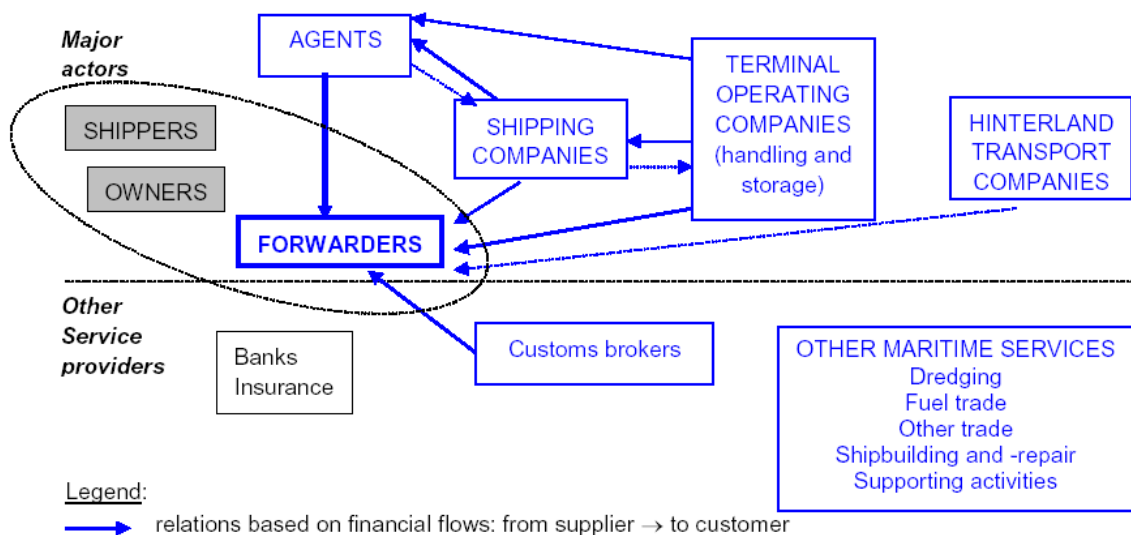 Major
actors
AGENTS
SHIPPERS
OWNERS
FORWARDERS
SHIPPING
COMPANIES
TERMINAL
OPERATING
COMPANIES
(handling and
storage)
HINTERLAND
TRANSPORT
COMPANIES
Other
Service
providers
Banks
Insurance
Customs brokers
OTHER MARITIME SERVICES
Dredging
Fuel trade
Other trade
Shipbuilding and -repair
Supporting activities
Legend:
relations based on financial flows: from supplier → to customer